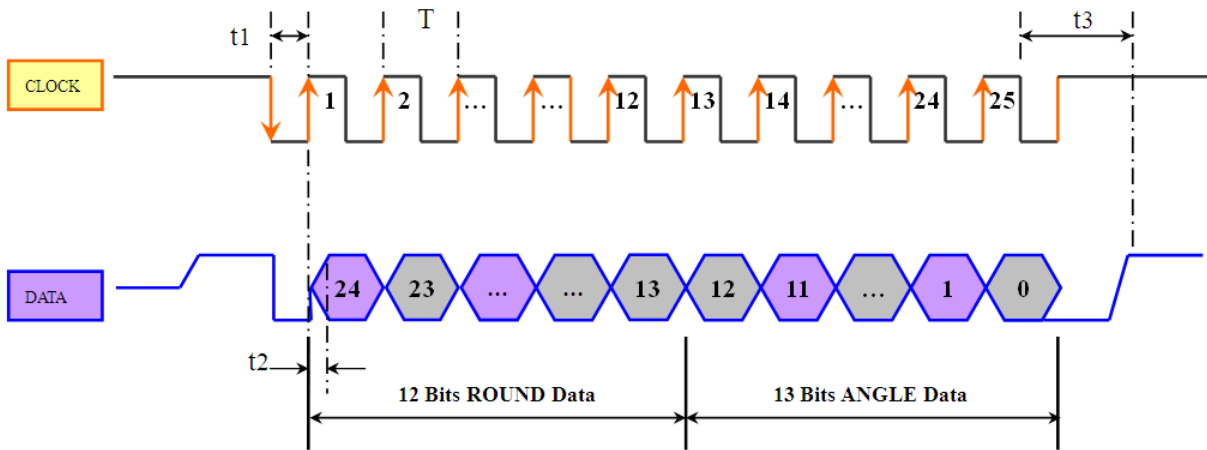 t1 T t3
CLOCK 1 2 ... ... 12 13 14 ... 24 25
DATA 24 23 ... ... 13 12 11 ... 1 0
t2
12 Bits ROUND Data 13 Bits ANGLE Data